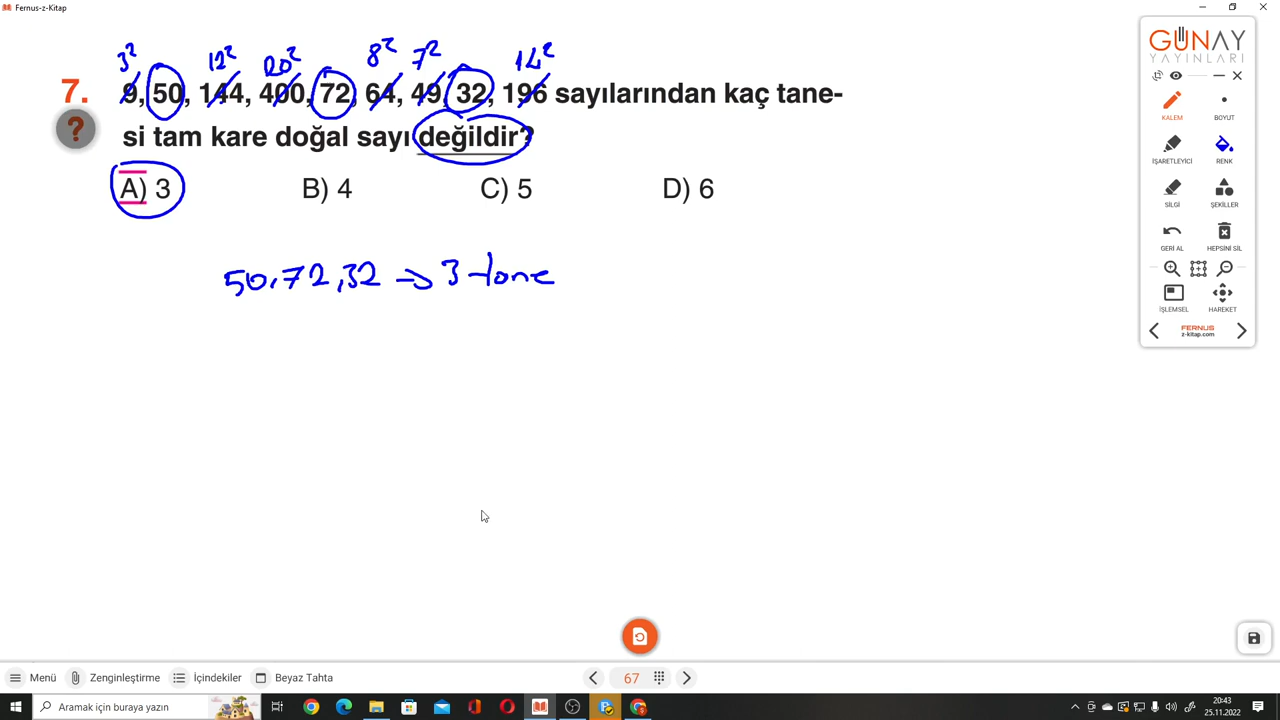 Fernus-z-Kitap
3² 12² 20² 8² 7² 14²
7. 9, 50, 144, 400, 72, 64, 49, 32, 196 sayılarından kaç tane-
? si tam kare doğal sayı değildir?
A) 3 B) 4 C) 5 D) 6
50,72,32 ⇒ 3 tane
GÜNAY
YAYINLARI
KALEM BOYUT
İŞARETLEYİCİ RENK
SİLGİ ŞEKİLLER
GERİ AL HEPSİNİ SİL
İŞLEMSEL HAREKET
FERNUS
z-kitap.com
Menü Zenginleştirme İçindekiler Beyaz Tahta 67
Aramak için buraya yazın
20:43
25.11.2022